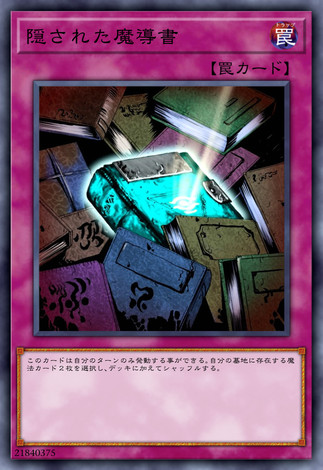 隠された魔導書
トラップ
罠
【罠カード】
このカードは自分のターンのみ発動する事ができる。自分の墓地に存在する魔
法カード２枚を選択し、デッキに加えてシャッフルする。
21840375